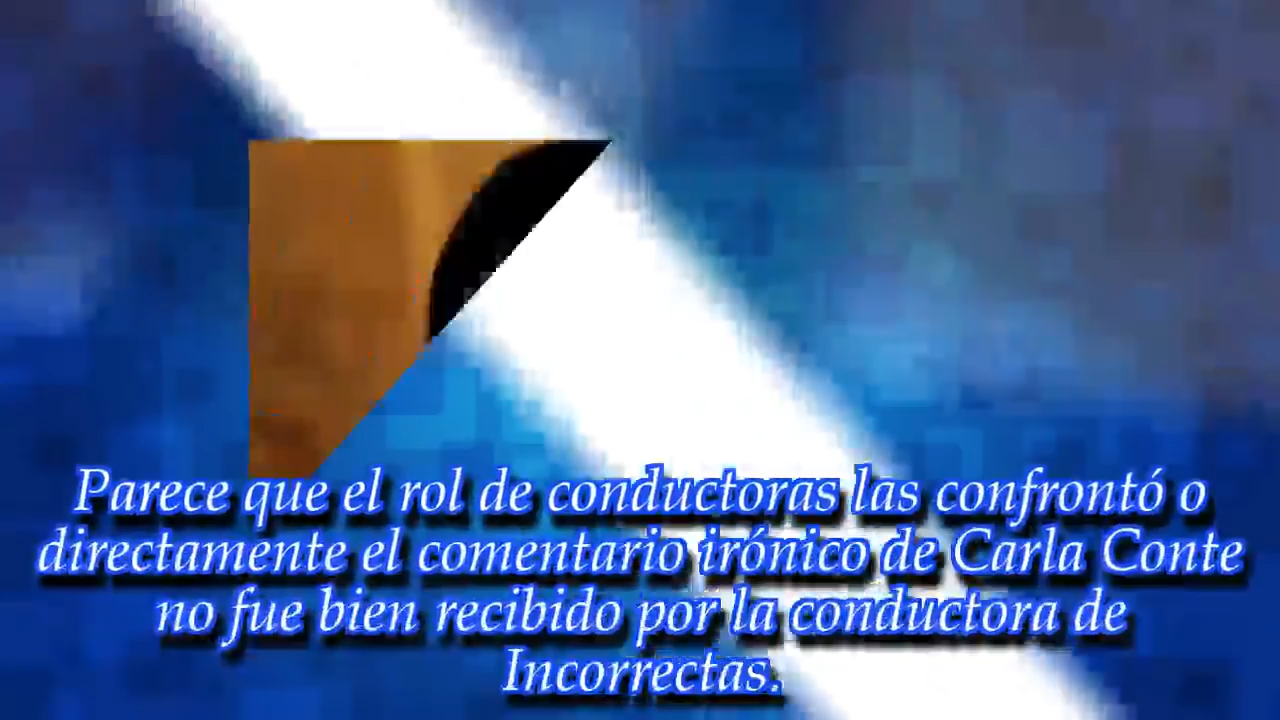 Parece que el rol de conductoras las confrontó o
directamente el comentario irónico de Carla Conte
no fue bien recibido por la conductora de
Incorrectas.